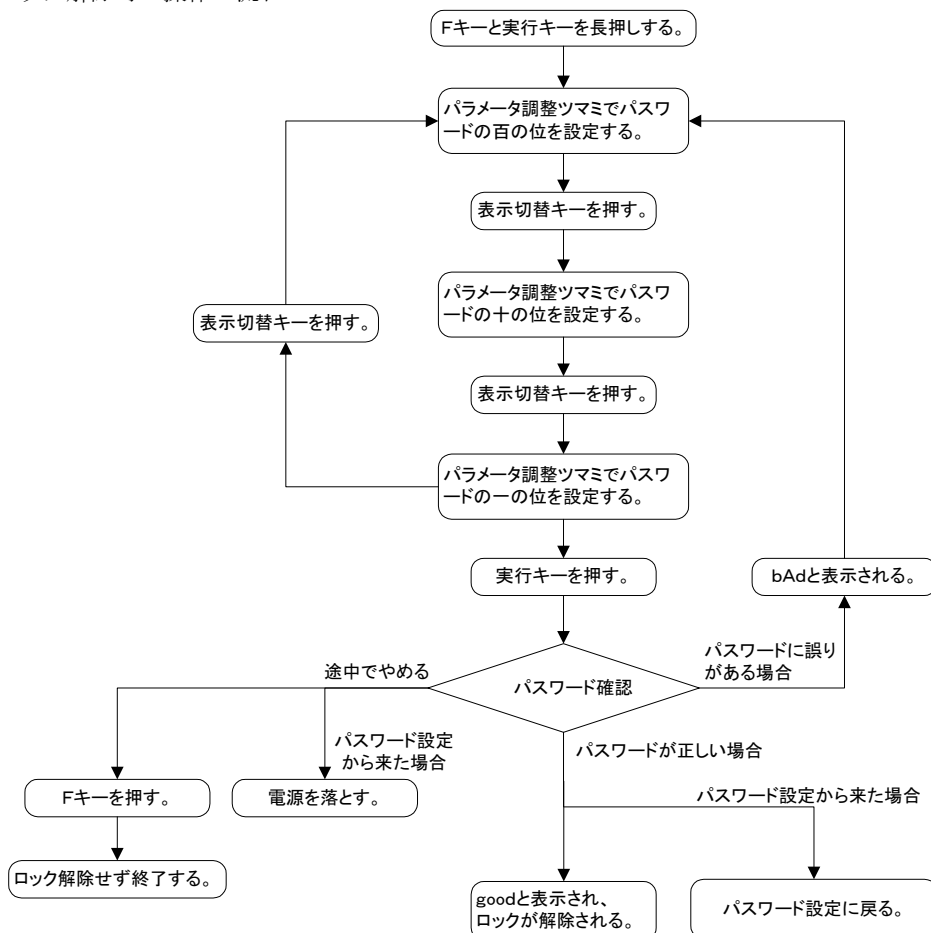 Fキーと実行キーを長押しする。
パラメータ調整ツマミでパスワ
ードの百の位を設定する。
表示切替キーを押す。
パラメータ調整ツマミでパスワ
ードの十の位を設定する。
表示切替キーを押す。
表示切替キーを押す。
パラメータ調整ツマミでパスワ
ードの一の位を設定する。
実行キーを押す。
bAdと表示される。
パスワードに誤り
がある場合
途中でやめる
パスワード確認
パスワード設定
から来た場合
パスワードが正しい場合
Fキーを押す。
電源を落とす。
パスワード設定から来た場合
ロック解除せず終了する。
goodと表示され、
ロックが解除される。
パスワード設定に戻る。